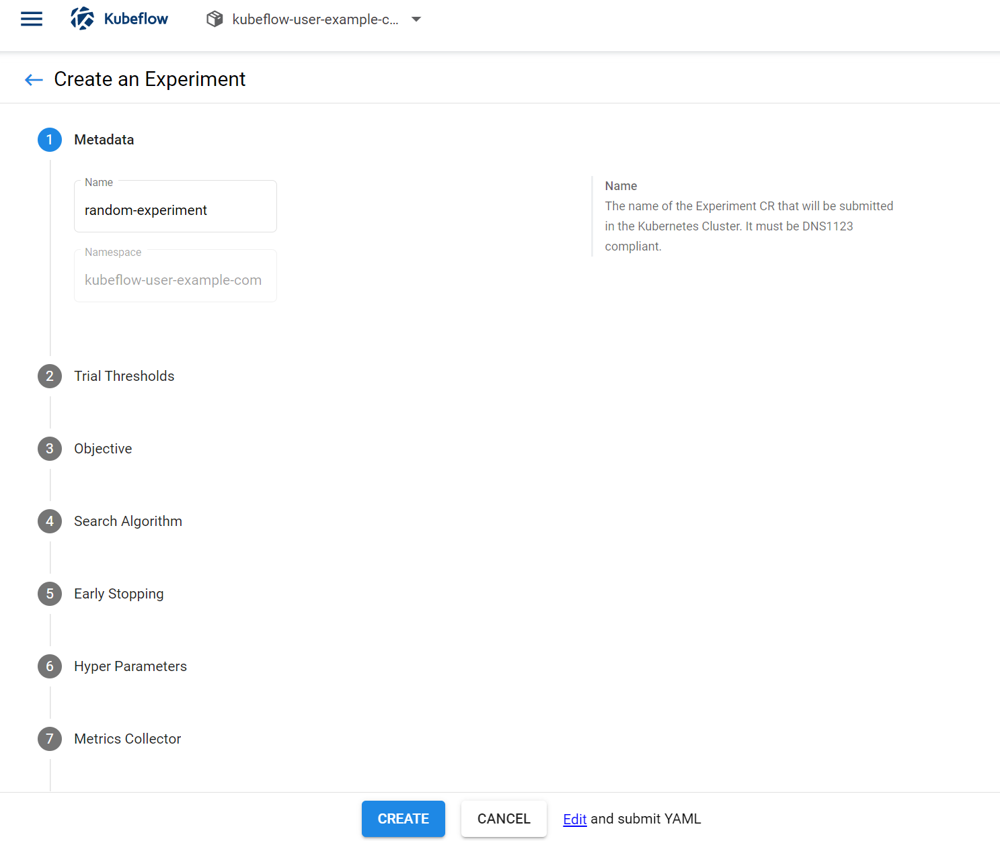 Kubeflow
kubeflow-user-example-c...
Create an Experiment
1 Metadata
Name
random-experiment
Namespace
kubeflow-user-example-com
Name
The name of the Experiment CR that will be submitted
in the Kubernetes Cluster. It must be DNS1123
compliant.
2 Trial Thresholds
3 Objective
4 Search Algorithm
5 Early Stopping
6 Hyper Parameters
7 Metrics Collector
CREATE
CANCEL
Edit and submit YAML